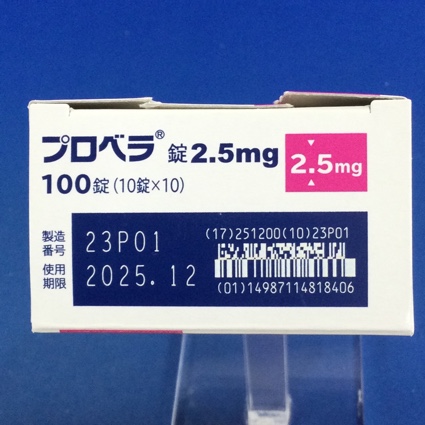 プロベラ® 錠2.5mg
2.5mg
100錠(10錠×10)
製造番号 23P01
使用期限 2025.12
(17)251200(10)23P01
(01)14987114818406